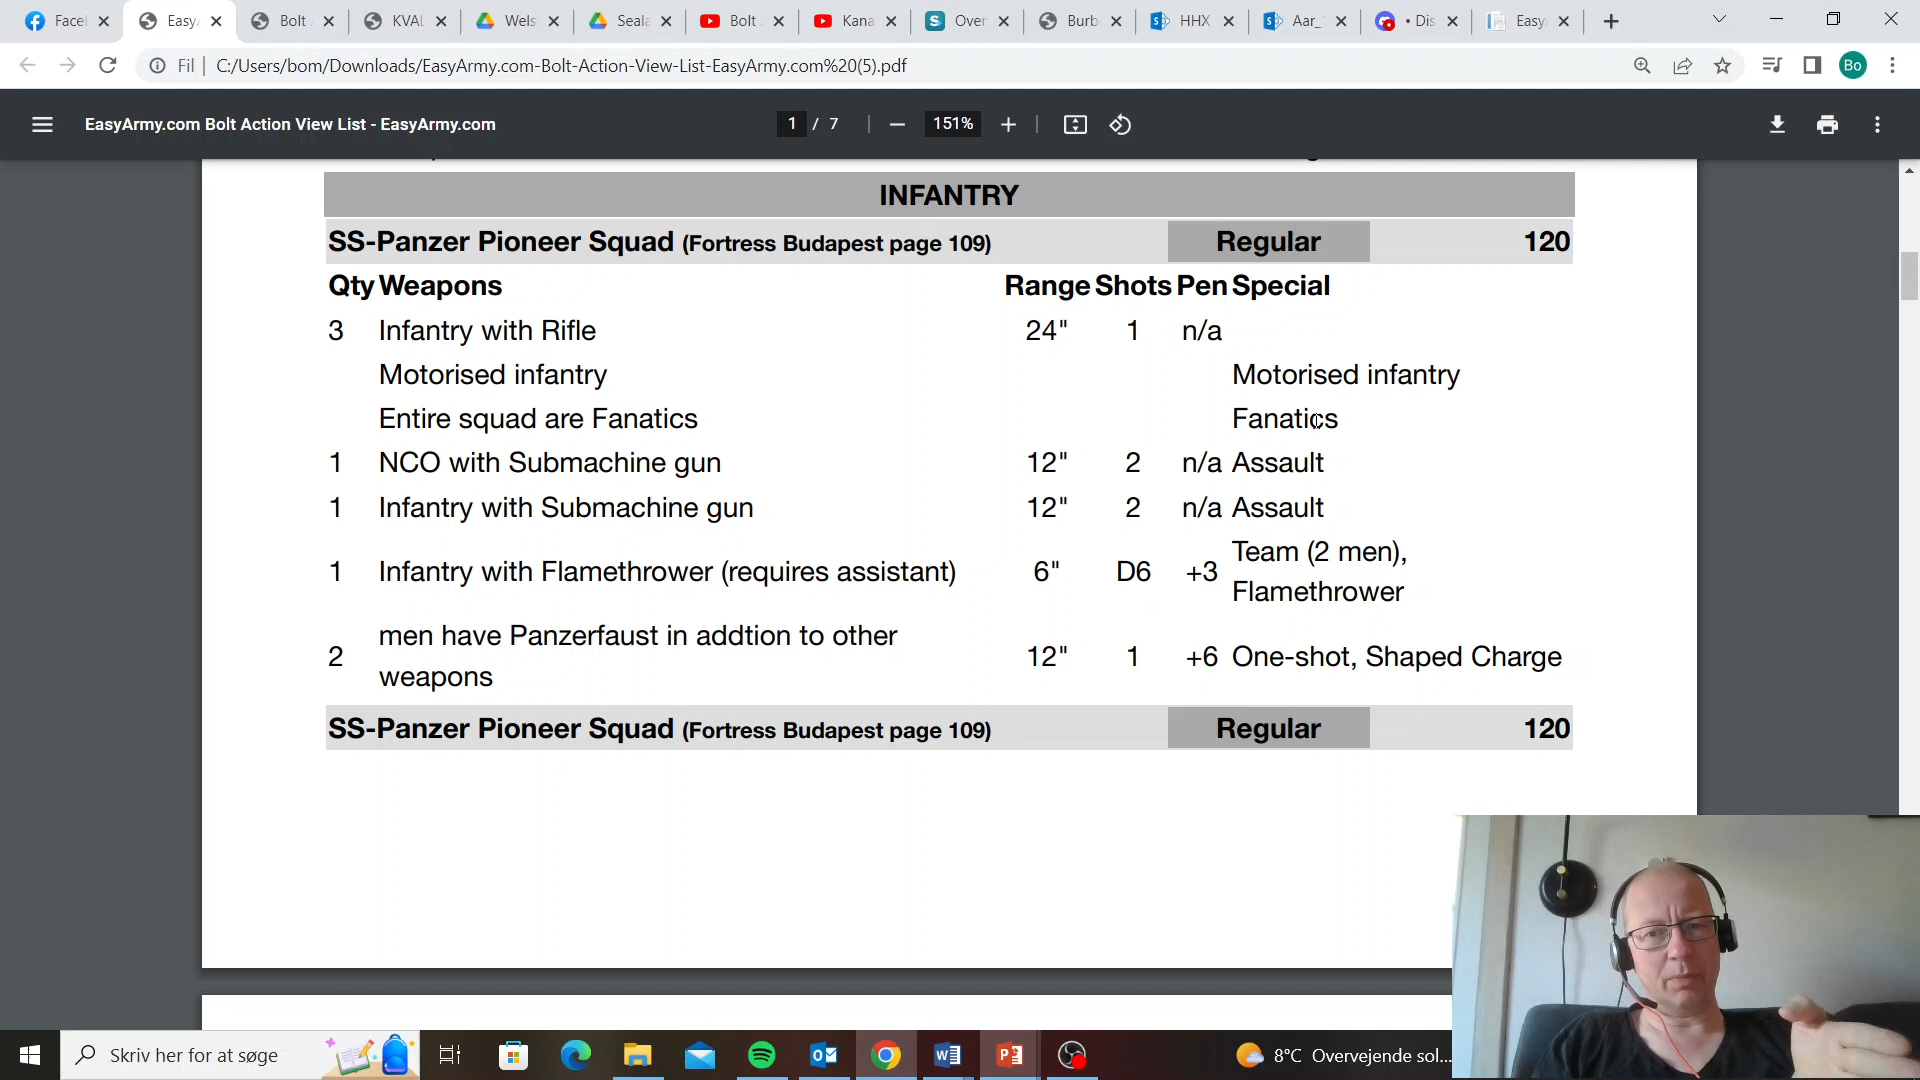 Facel
Easy
Bolt
KVAL
Wels
Seala
Bolt
Kana
Over
Burb
HHX
Aar_
• Dis
Easy
Fil C:/Users/bom/Downloads/EasyArmy.com-Bolt-Action-View-List-EasyArmy.com%20(5).pdf
Bo
EasyArmy.com Bolt Action View List - EasyArmy.com
1 / 7
151%
INFANTRY
SS-Panzer Pioneer Squad (Fortress Budapest page 109) Regular 120
Qty Weapons Range Shots Pen Special
3 Infantry with Rifle 24" 1 n/a
Motorised infantry Motorised infantry
Entire squad are Fanatics Fanatics
1 NCO with Submachine gun 12" 2 n/a Assault
1 Infantry with Submachine gun 12" 2 n/a Assault
1 Infantry with Flamethrower (requires assistant) 6" D6 +3 Team (2 men),
Flamethrower
2 men have Panzerfaust in addtion to other
weapons 12" 1 +6 One-shot, Shaped Charge
SS-Panzer Pioneer Squad (Fortress Budapest page 109) Regular 120
Skriv her for at søge
8°C Overvejende sol...